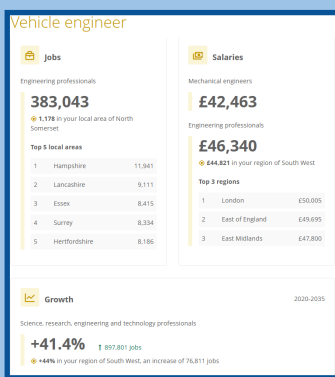 Vehicle engineer
Jobs
Engineering professionals
383,043
1,178 in your local area of North
Somerset
Top 5 local areas
1 Hampshire 11,941
2 Lancashire 9,111
3 Essex 8,415
4 Surrey 8,334
5 Hertfordshire 8,186
Salaries
Mechanical engineers
£42,463
Engineering professionals
£46,340
£44,821 in your region of South West
Top 3 regions
1 London £50,005
2 East of England £49,695
3 East Midlands £47,800
Growth
2020-2035
Science, research, engineering and technology professionals
+41.4% 897,801 jobs
+44% in your region of South West, an increase of 76,811 jobs